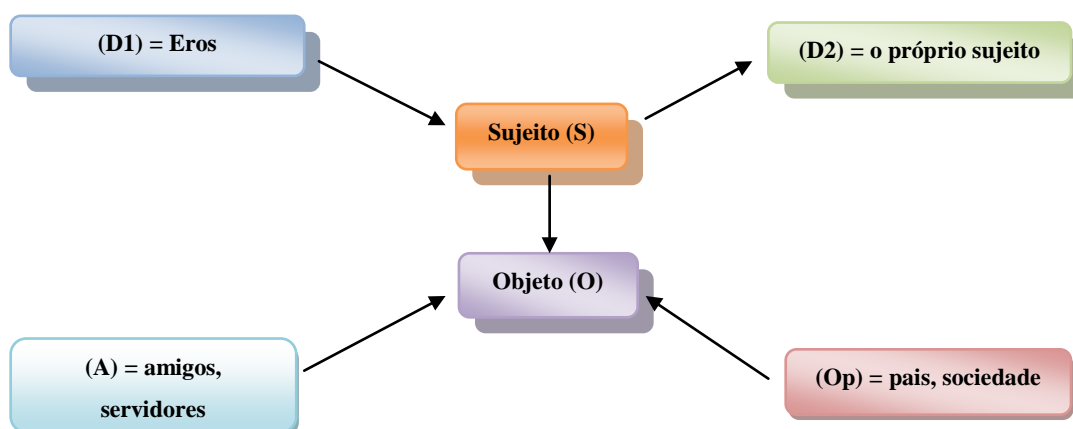 (D1) = Eros
(D2) = o próprio sujeito
Sujeito (S)
Objeto (O)
(A) = amigos,
servidores
(Op) = pais, sociedade